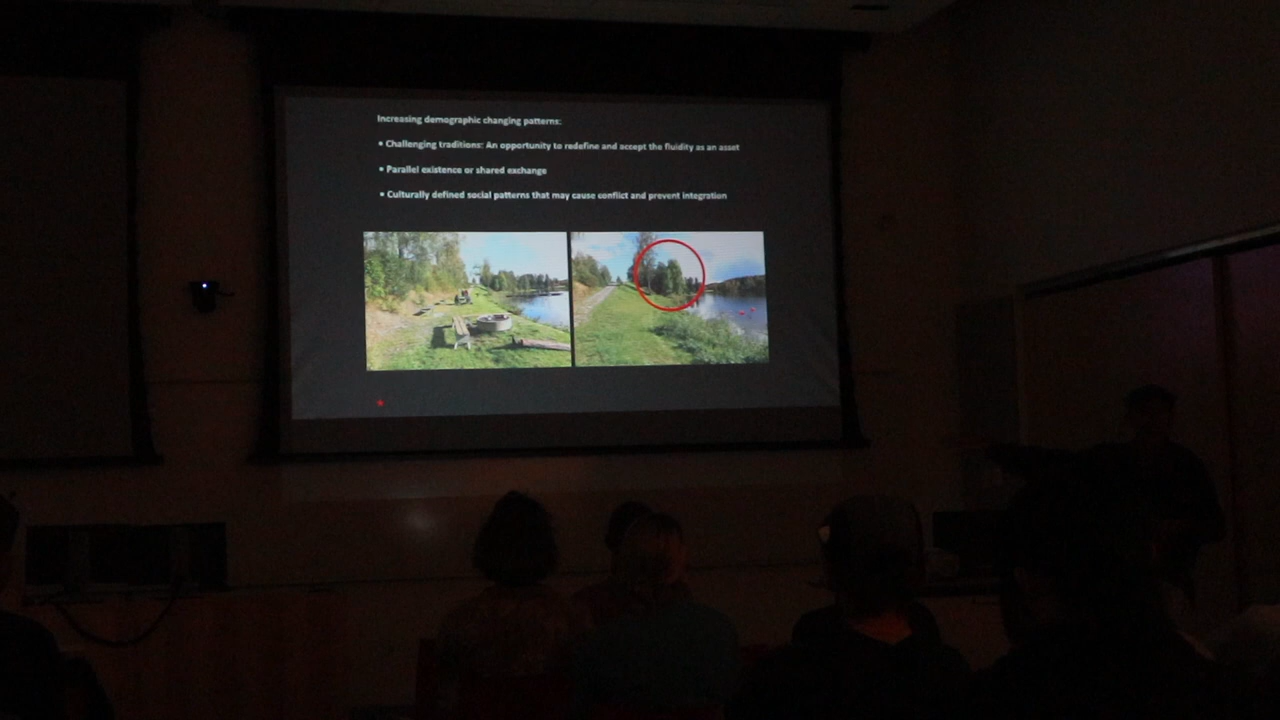 Increasing demographic changing patterns:
• Challenging traditions: An opportunity to redefine and accept the fluidity as an asset
• Parallel existence or shared exchange
• Culturally defined social patterns that may cause conflict and prevent integration